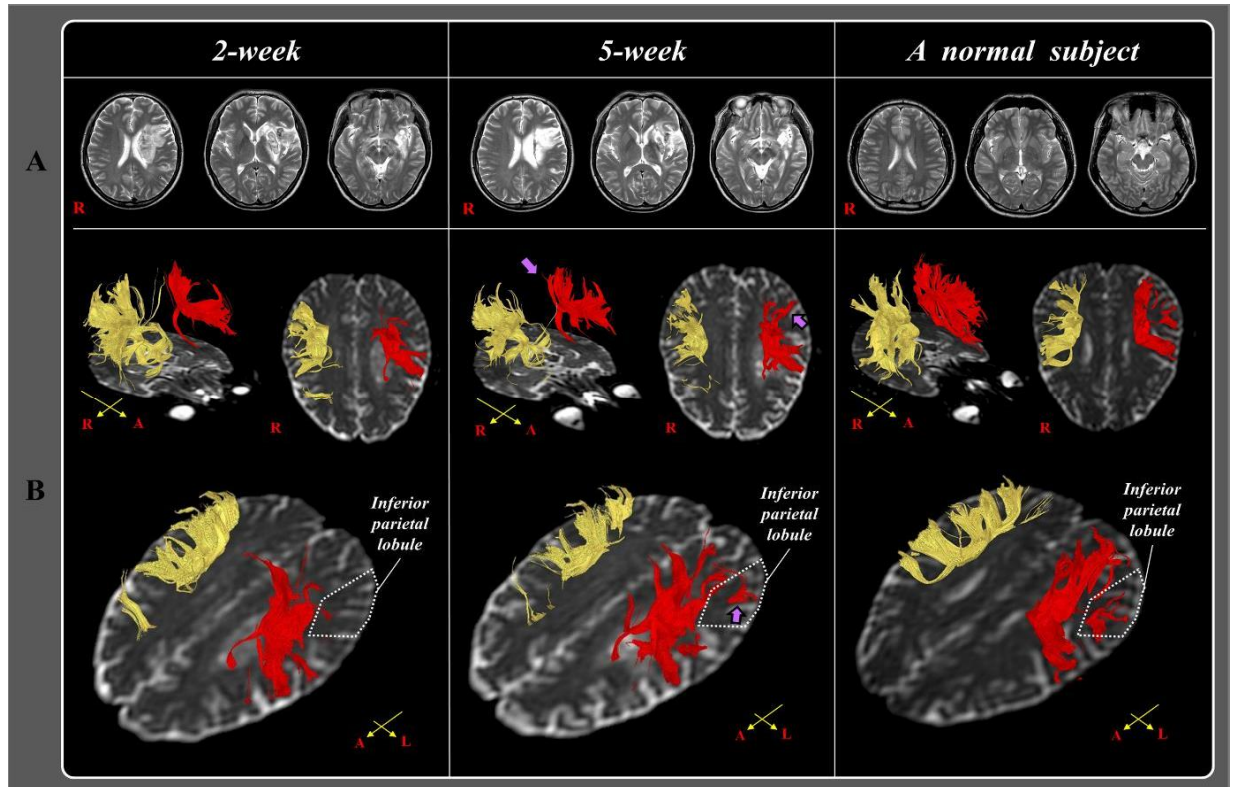 2-week
5-week
A normal subject
A
R
R
R
R
A
R
R
A
R
R
A
R
B
Inferior
parietal
lobule
Inferior
parietal
lobule
Inferior
parietal
lobule
A
L
A
L
A
L